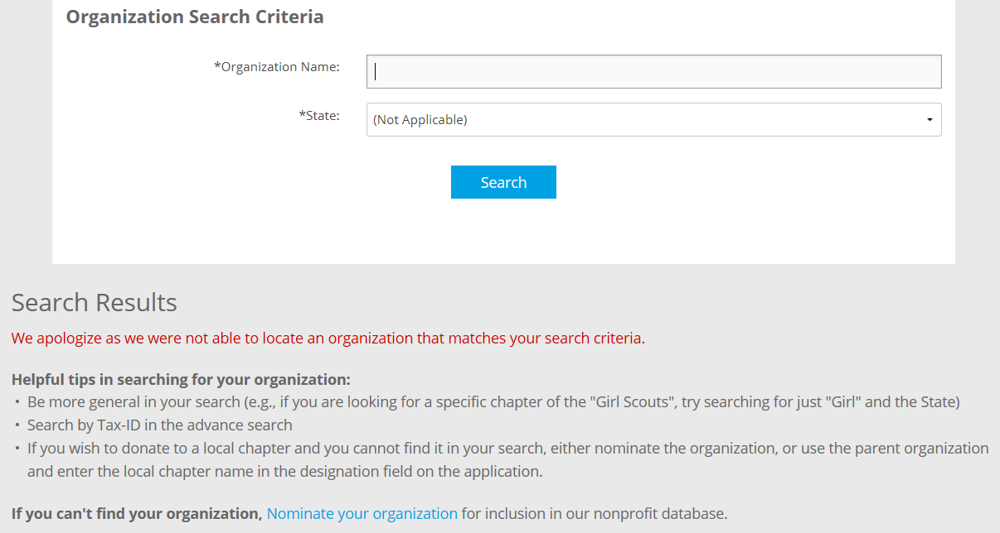 Organization Search Criteria
*Organization Name:
*State:
(Not Applicable)
Search
Search Results
We apologize as we were not able to locate an organization that matches your search criteria.
Helpful tips in searching for your organization:
• Be more general in your search (e.g., if you are looking for a specific chapter of the "Girl Scouts", try searching for just "Girl" and the State)
• Search by Tax-ID in the advance search
• If you wish to donate to a local chapter and you cannot find it in your search, either nominate the organization, or use the parent organization
and enter the local chapter name in the designation field on the application.
If you can't find your organization, Nominate your organization for inclusion in our nonprofit database.